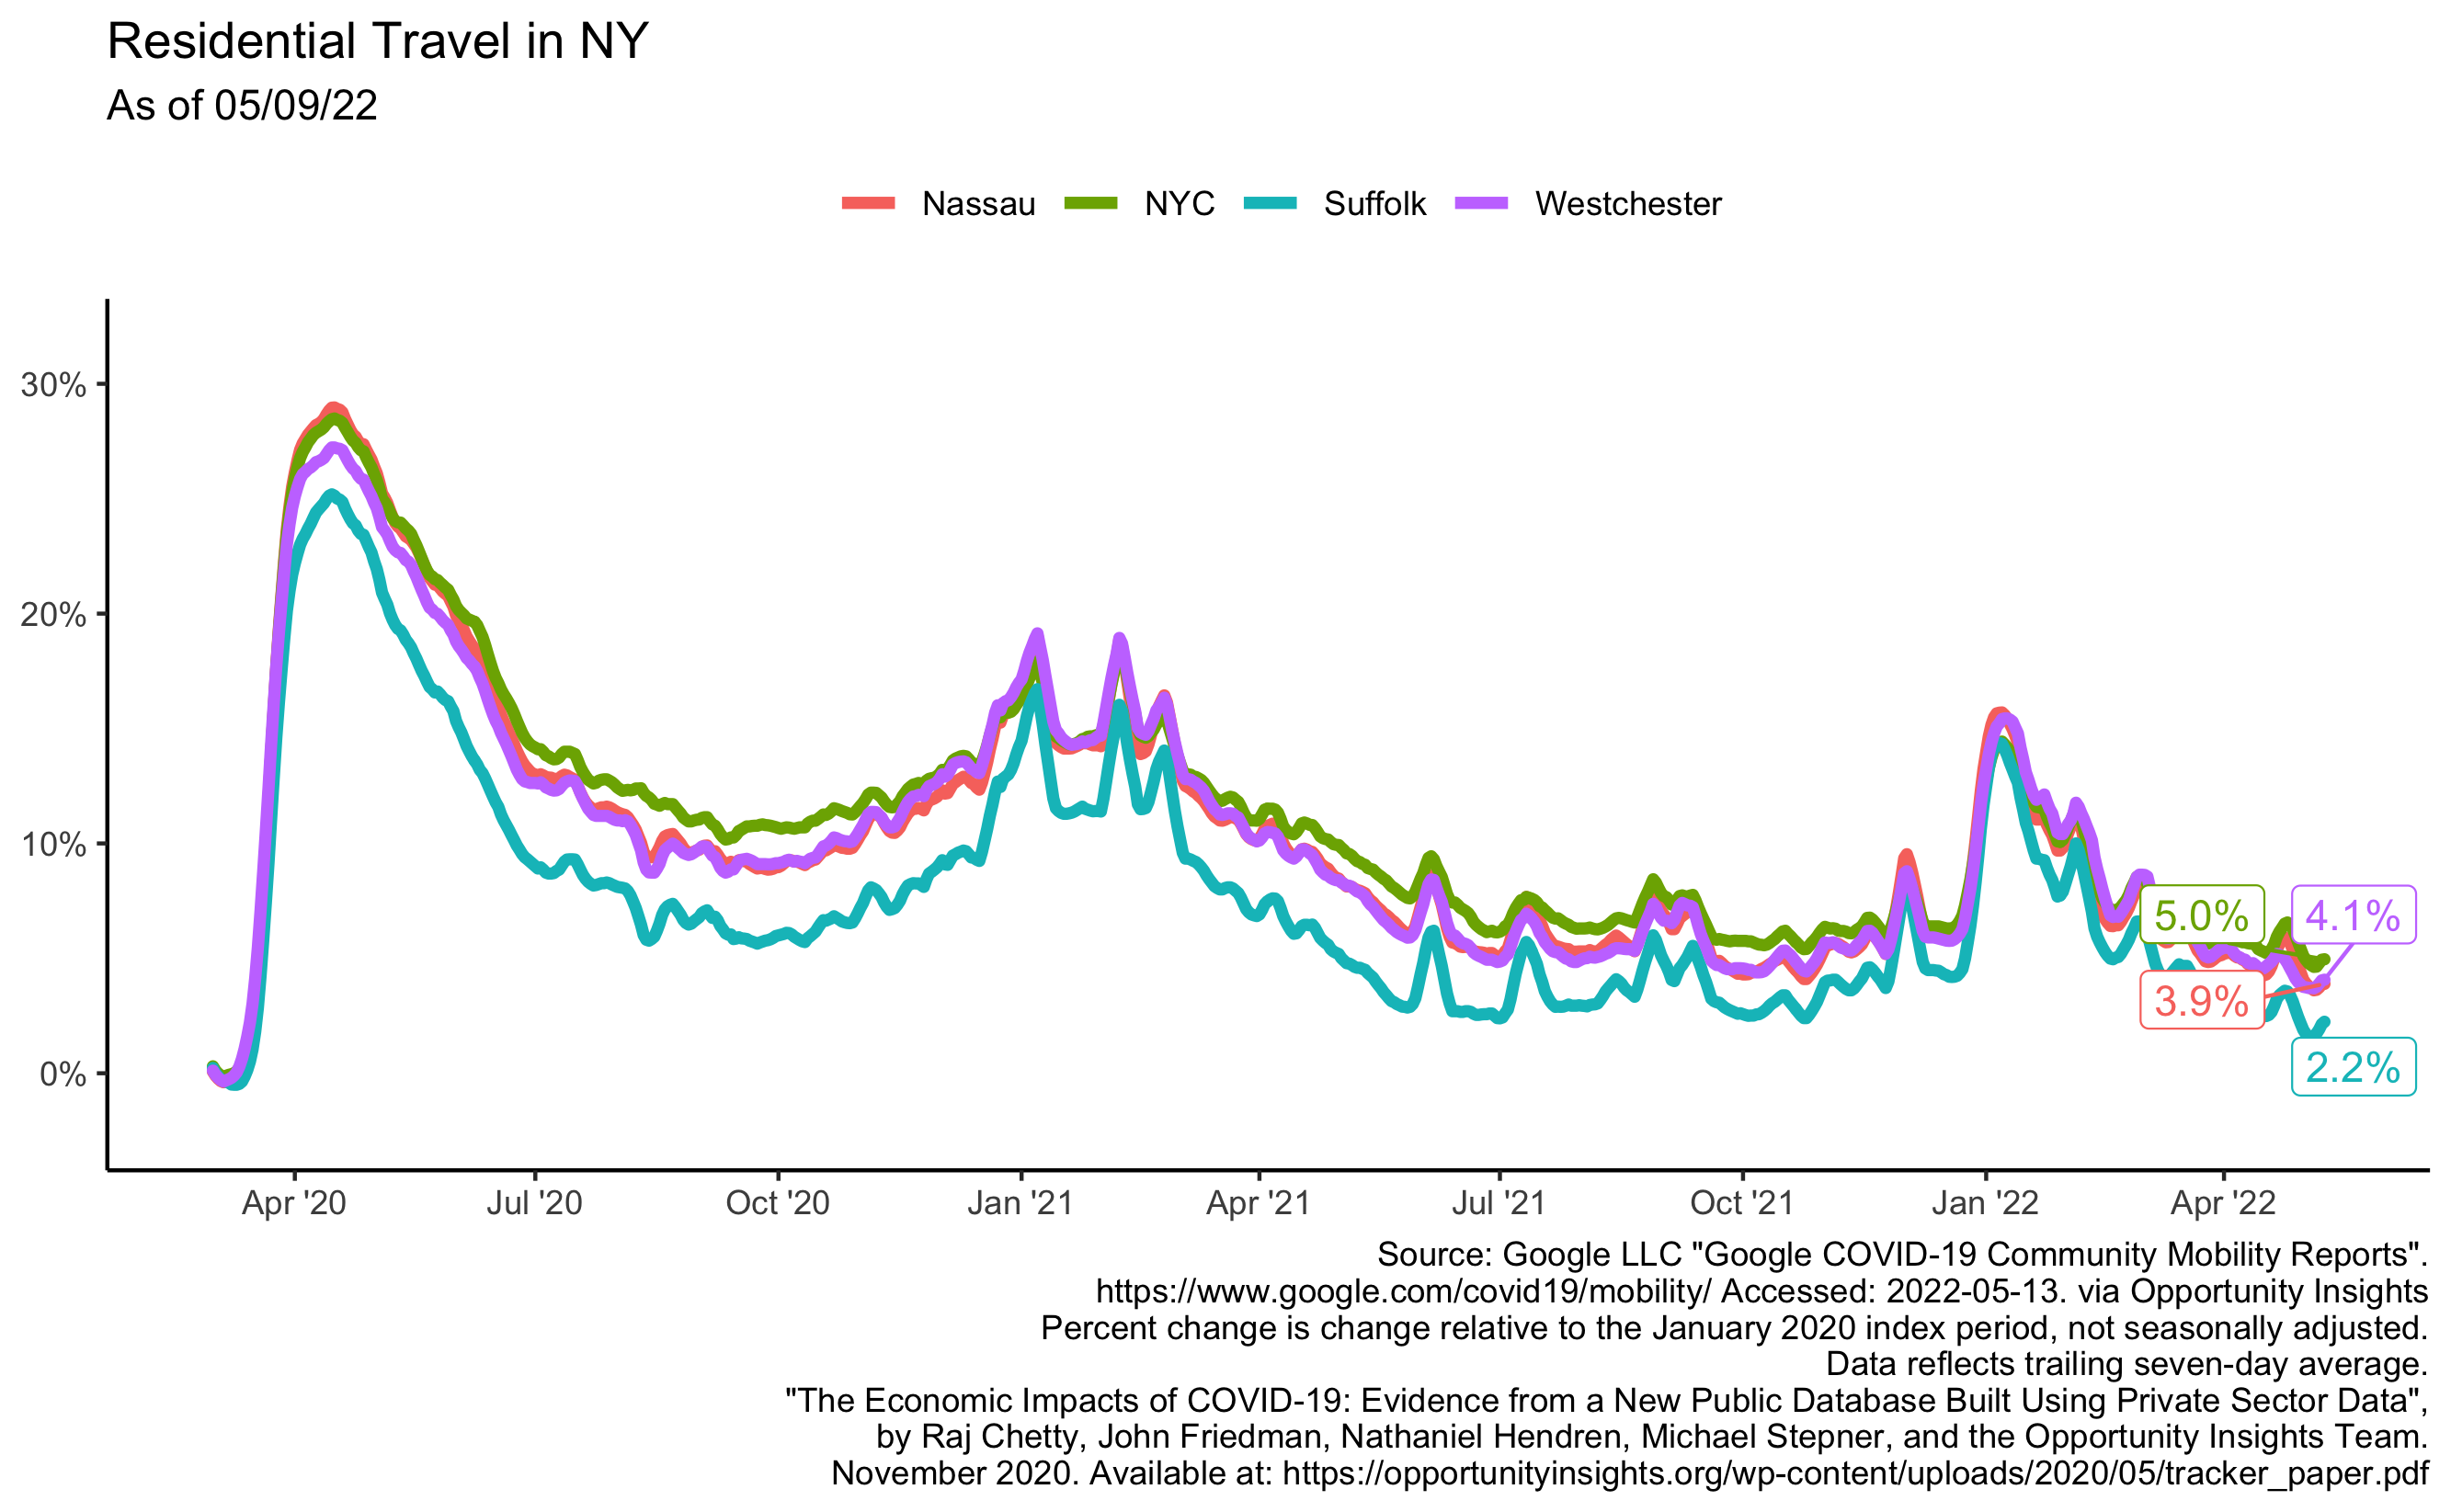 Residential Travel in NY
As of 05/09/22
Nassau NYC Suffolk Westchester
30%
20%
10%
0%
5.0% 4.1%
3.9%
2.2%
Apr '20 Jul '20 Oct '20 Jan '21 Apr '21 Jul '21 Oct '21 Jan '22 Apr '22
Source: Google LLC "Google COVID-19 Community Mobility Reports".
https://www.google.com/covid19/mobility/ Accessed: 2022-05-13. via Opportunity Insights
Percent change is change relative to the January 2020 index period, not seasonally adjusted.
Data reflects trailing seven-day average.
"The Economic Impacts of COVID-19: Evidence from a New Public Database Built Using Private Sector Data",
by Raj Chetty, John Friedman, Nathaniel Hendren, Michael Stepner, and the Opportunity Insights Team.
November 2020. Available at: https://opportunityinsights.org/wp-content/uploads/2020/05/tracker_paper.pdf